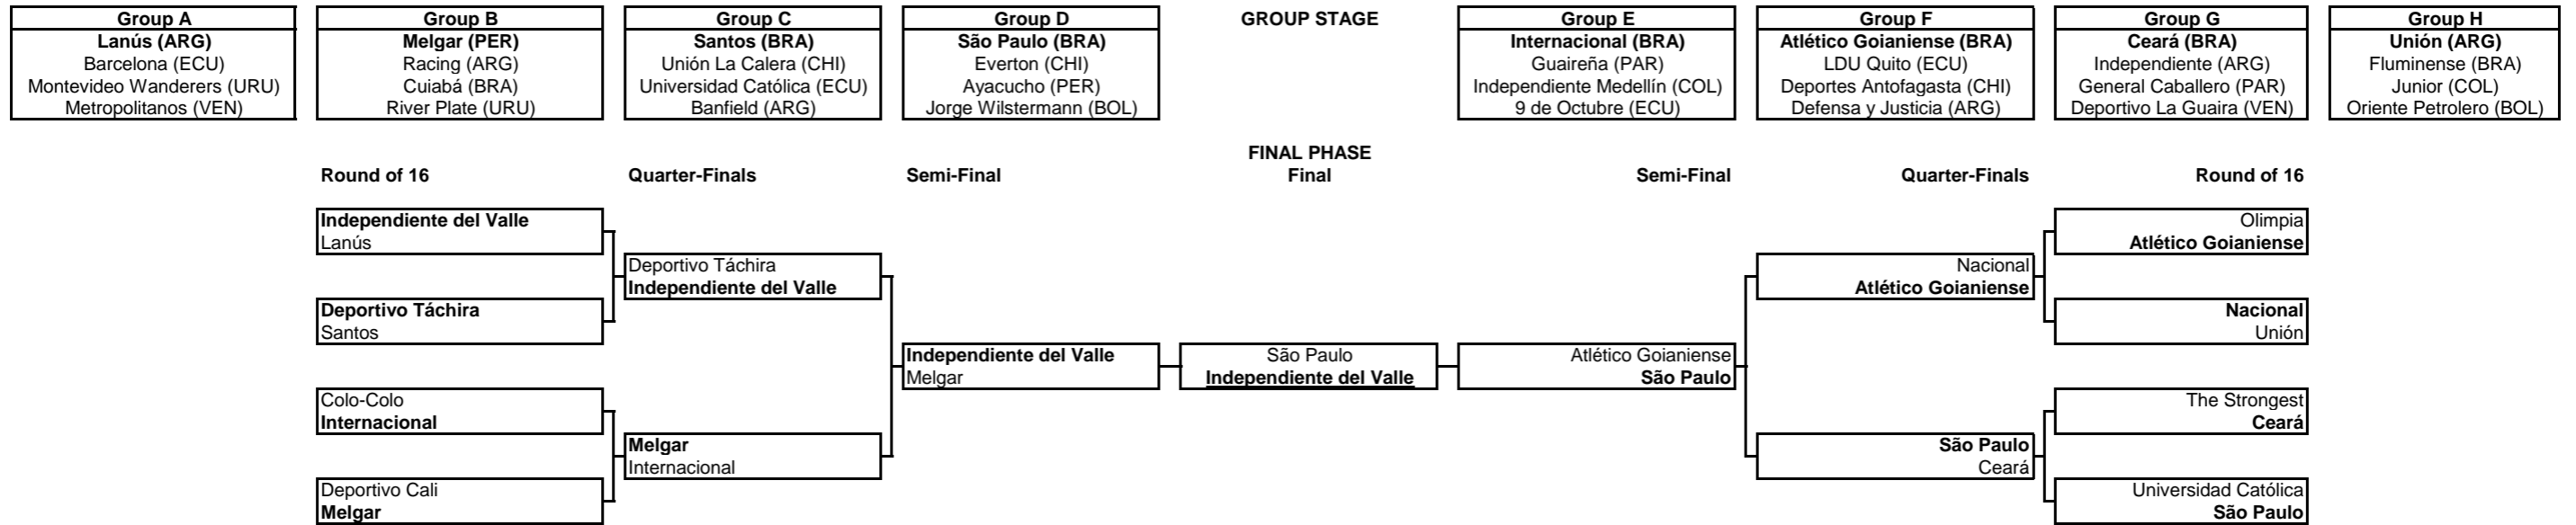 Group A
Lanús (ARG)
Barcelona (ECU)
Montevideo Wanderers (URU)
Metropolitanos (VEN)
Group B
Melgar (PER)
Racing (ARG)
Cuiabá (BRA)
River Plate (URU)
Group C
Santos (BRA)
Unión La Calera (CHI)
Universidad Católica (ECU)
Banfield (ARG)
Group D
São Paulo (BRA)
Everton (CHI)
Ayacucho (PER)
Jorge Wilstermann (BOL)
GROUP STAGE
Group E
Internacional (BRA)
Guaireña (PAR)
Independiente Medellín (COL)
9 de Octubre (ECU)
Group F
Atlético Goianiense (BRA)
LDU Quito (ECU)
Deportes Antofagasta (CHI)
Defensa y Justicia (ARG)
Group G
Ceará (BRA)
Independiente (ARG)
General Caballero (PAR)
Deportivo La Guaira (VEN)
Group H
Unión (ARG)
Fluminense (BRA)
Junior (COL)
Oriente Petrolero (BOL)
FINAL PHASE
Round of 16
Quarter-Finals
Semi-Final
Final
Semi-Final
Quarter-Finals
Round of 16
Independiente del Valle
Lanús
Deportivo Táchira
Santos
Colo-Colo
Internacional
Deportivo Cali
Melgar
Deportivo Táchira
Independiente del Valle
Melgar
Internacional
Independiente del Valle
Melgar
São Paulo
Independiente del Valle
Atlético Goianiense
São Paulo
Nacional
Atlético Goianiense
São Paulo
Ceará
Olimpia
Atlético Goianiense
Nacional
Unión
The Strongest
Ceará
Universidad Católica
São Paulo